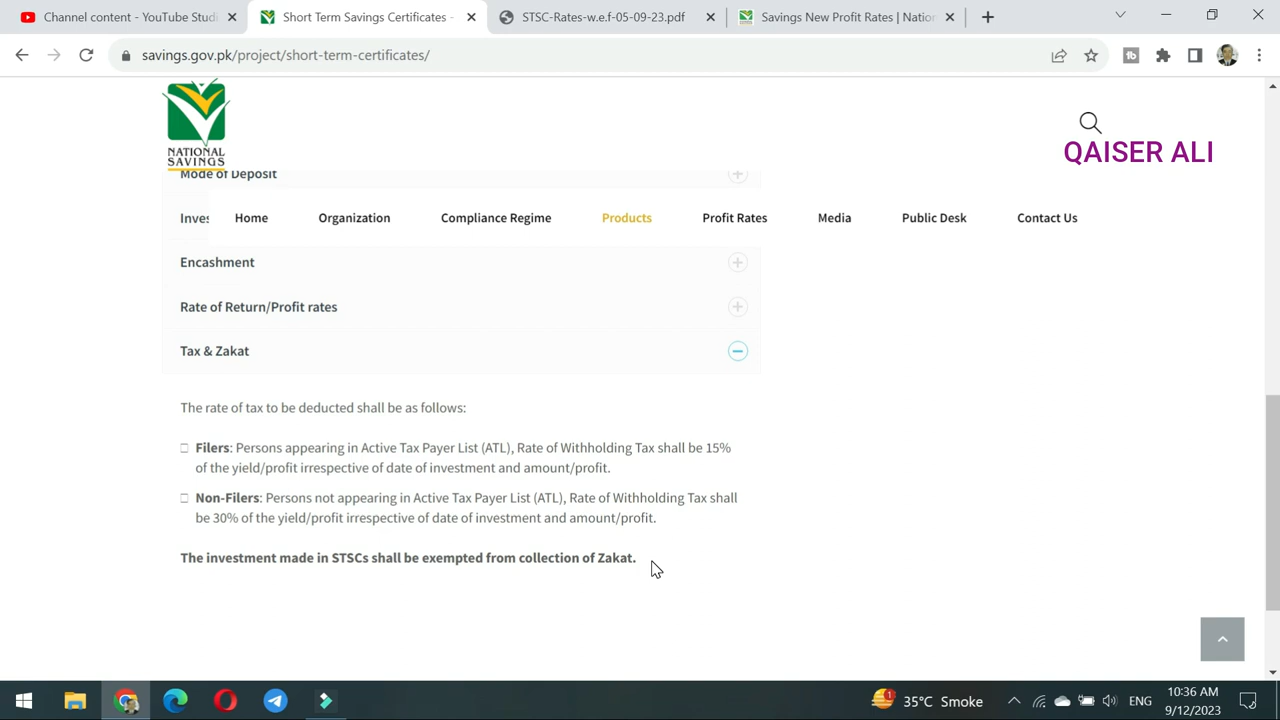 Channel content - YouTube Studi
Short Term Savings Certificates -
STSC-Rates-w.e.f-05-09-23.pdf
Savings New Profit Rates | Nation
savings.gov.pk/project/short-term-certificates/
NATIONAL
SAVINGS
QAISER ALI
Mode of Deposit
Inves
Home
Organization
Compliance Regime
Products
Profit Rates
Media
Public Desk
Contact Us
Encashment
Rate of Return/Profit rates
Tax & Zakat
The rate of tax to be deducted shall be as follows:
Filers: Persons appearing in Active Tax Payer List (ATL), Rate of Withholding Tax shall be 15%
of the yield/profit irrespective of date of investment and amount/profit.
Non-Filers: Persons not appearing in Active Tax Payer List (ATL), Rate of Withholding Tax shall
be 30% of the yield/profit irrespective of date of investment and amount/profit.
The investment made in STSCs shall be exempted from collection of Zakat.
1
35°C Smoke
ENG
10:36 AM
9/12/2023